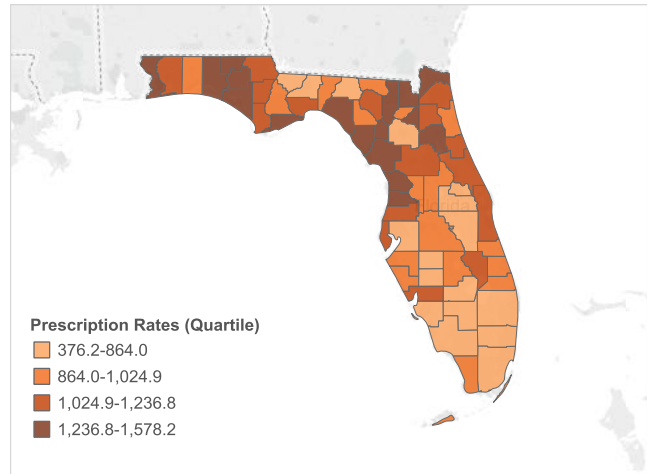 Florida
Prescription Rates (Quartile)
376.2-864.0
864.0-1,024.9
1,024.9-1,236.8
1,236.8-1,578.2